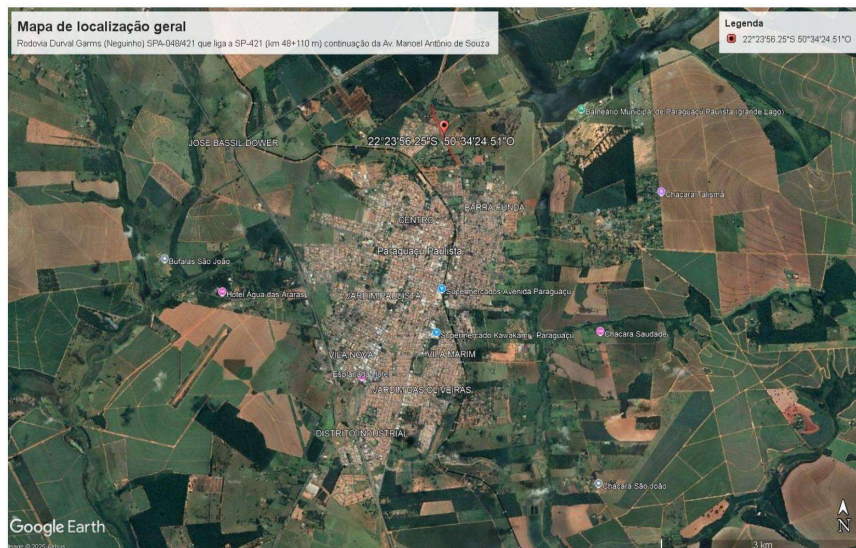 Mapa de localização geral
Rodovia Durval Garms (Neguinho) SPA-048/421 que liga a SP-421 (km 48+110 m) continuação da Av. Manoel Antônio de Souza
Legenda
22°23'56.25"S 50°34'24.51"O
Balneário Municipal de Paraguaçu Paulista (grande Lago)
JOSE BASSIL DOWER
22°23'56.25"S 50°34'24.51"O
Chácara Talismã
BARRA FUNDA
CENTRO
Paraguaçu Paulista
Búfalas São João
Hotel Água das Araras
JARDIM PAULISTA
Supermercados Avenida Paraguaçu
Supermercado Kawakami - Paraguaçu
Chácara Saudade
VILA NOVA
VILA MARIM
JARDIM DAS OLIVEIRAS
DISTRITO INDUSTRIAL
Chácara São João
Google Earth
N
3 km